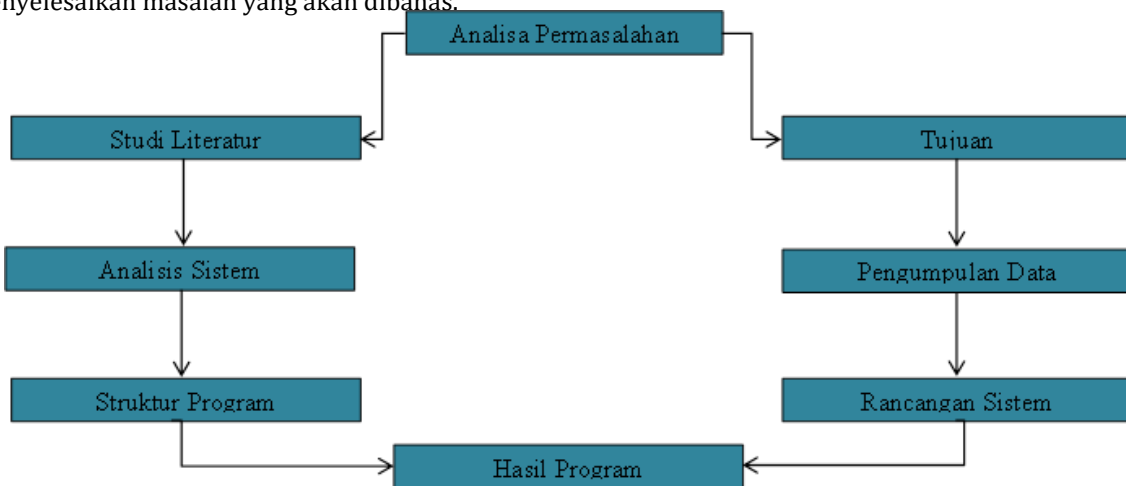 enyelesaikan masalah yang akan dibahas.
Analisa Permasalahan
Studi Literatur
Tujuan
Analisis Sistem
Pengumpulan Data
Struktur Program
Rancangan Sistem
Hasil Program